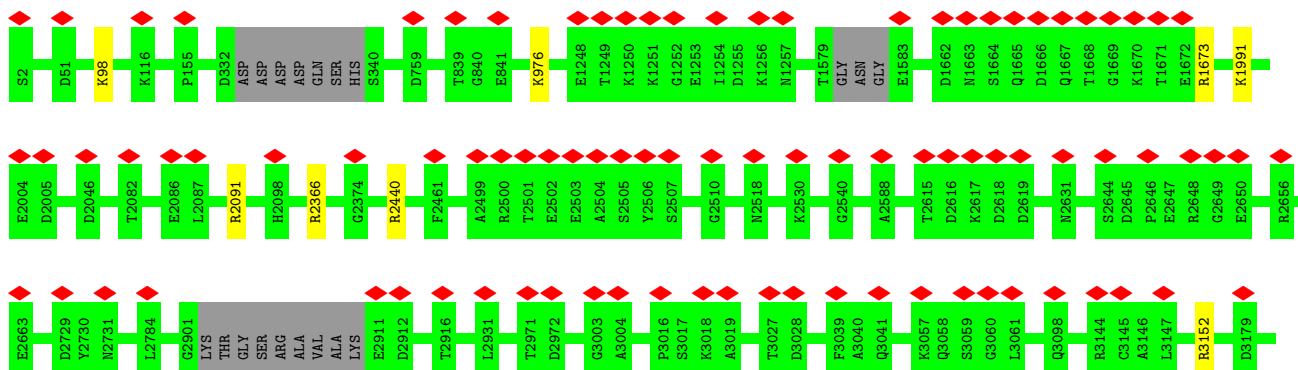 S2 D51 K98 K116 P155 D332 ASP ASP ASP ASP GLN SER HIS S340 D759 T839 G840 E841 K976 E1248 T1249 K1250 K1251 G1252 E1253 I1254 D1255 K1256 N1257 T1579 GLY ASN GLY E1583 D1662 N1663 S1664 Q1665 D1666 Q1667 T1668 G1669 K1670 T1671 E1672 R1673 K1991
E2004 D2005 D2046 T2082 E2086 L2087 R2091 H2098 R2366 G2374 R2440 F2461 A2499 R2500 T2501 E2502 E2503 A2504 S2505 Y2506 S2507 G2510 N2518 K2530 G2540 A2588 T2615 D2616 K2617 D2618 D2619 N2631 S2644 D2645 P2646 E2647 R2648 G2649 E2650 R2656
E2663 D2729 Y2730 N2731 L2784 G2901 LYS THR GLY SER ARG ALA VAL ALA LYS E2911 D2912 T2916 L2931 T2971 D2972 G3003 A3004 P3016 S3017 K3018 A3019 T3027 D3028 F3039 A3040 Q3041 K3057 Q3058 S3059 G3060 L3061 Q3098 R3144 C3145 A3146 L3147 R3152 D3179